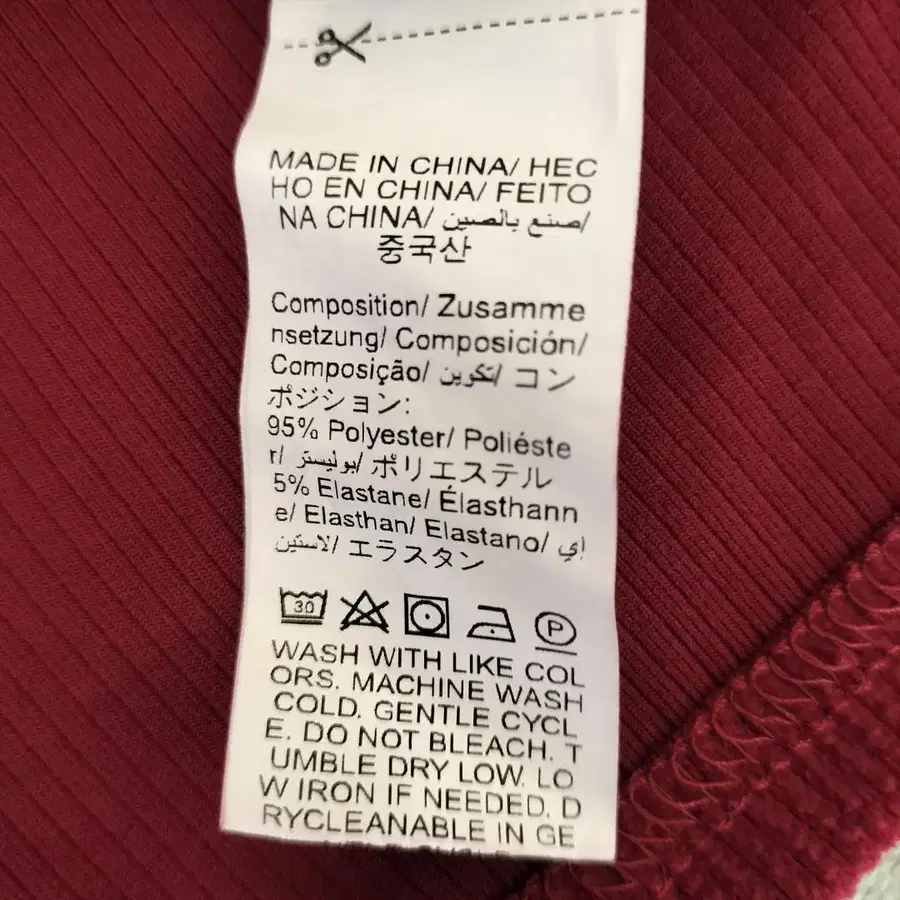 MADE IN CHINA/ HEC
HO EN CHINA/ FEITO
NA CHINA/ صنع بالصين/
중국산
Composition/ Zusamme
nsetzung/ Composición/
Composição/ تكوين/ コン
ポジション:
95% Polyester/ Poliéste
r/ بوليستر/ ポリエステル
5% Elastane/ Élasthann
e/ Elasthan/ Elastano/ إي
لاستين/ エラスタン
30
P
WASH WITH LIKE COL
ORS. MACHINE WASH
COLD. GENTLE CYCL
E. DO NOT BLEACH. T
UMBLE DRY LOW. LO
W IRON IF NEEDED. D
RYCLEANABLE IN GE